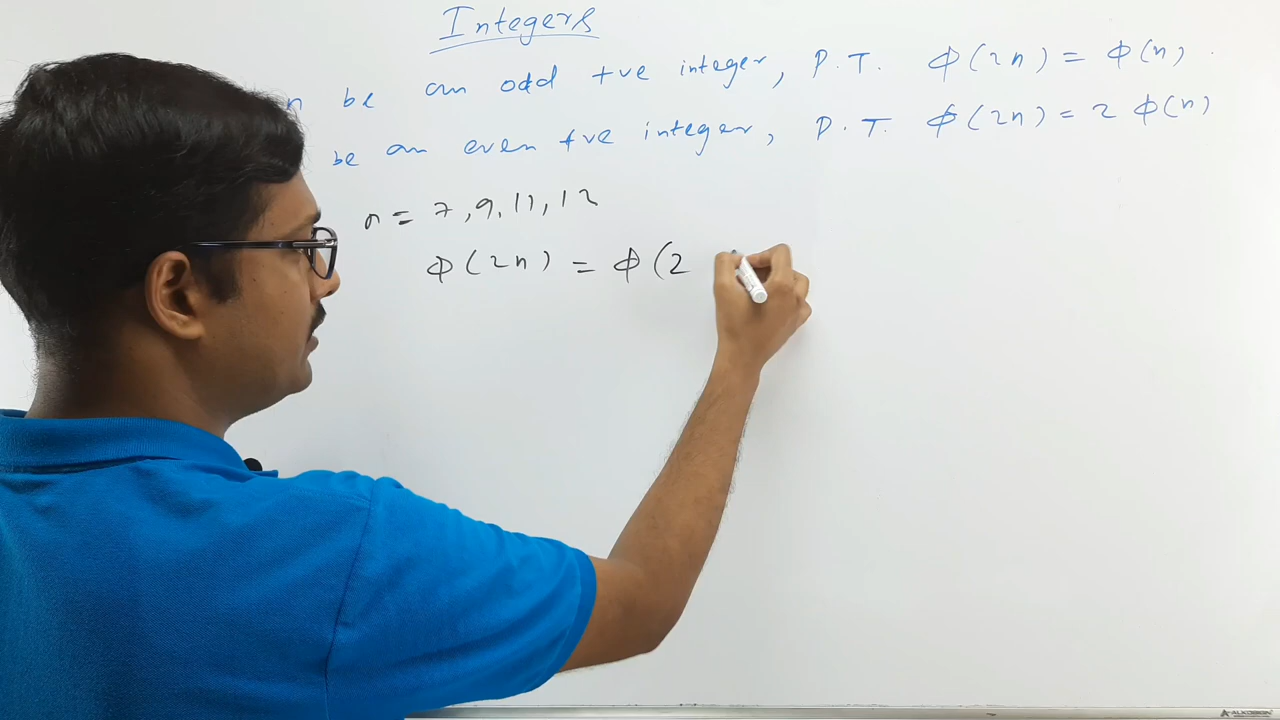 Integers
n be an odd +ve integer, P.T. φ(2n) = φ(n).
be an even +ve integer, P.T. φ(2n) = 2 φ(n)
n = 7, 9, 11, 12
φ(2n) = φ(2